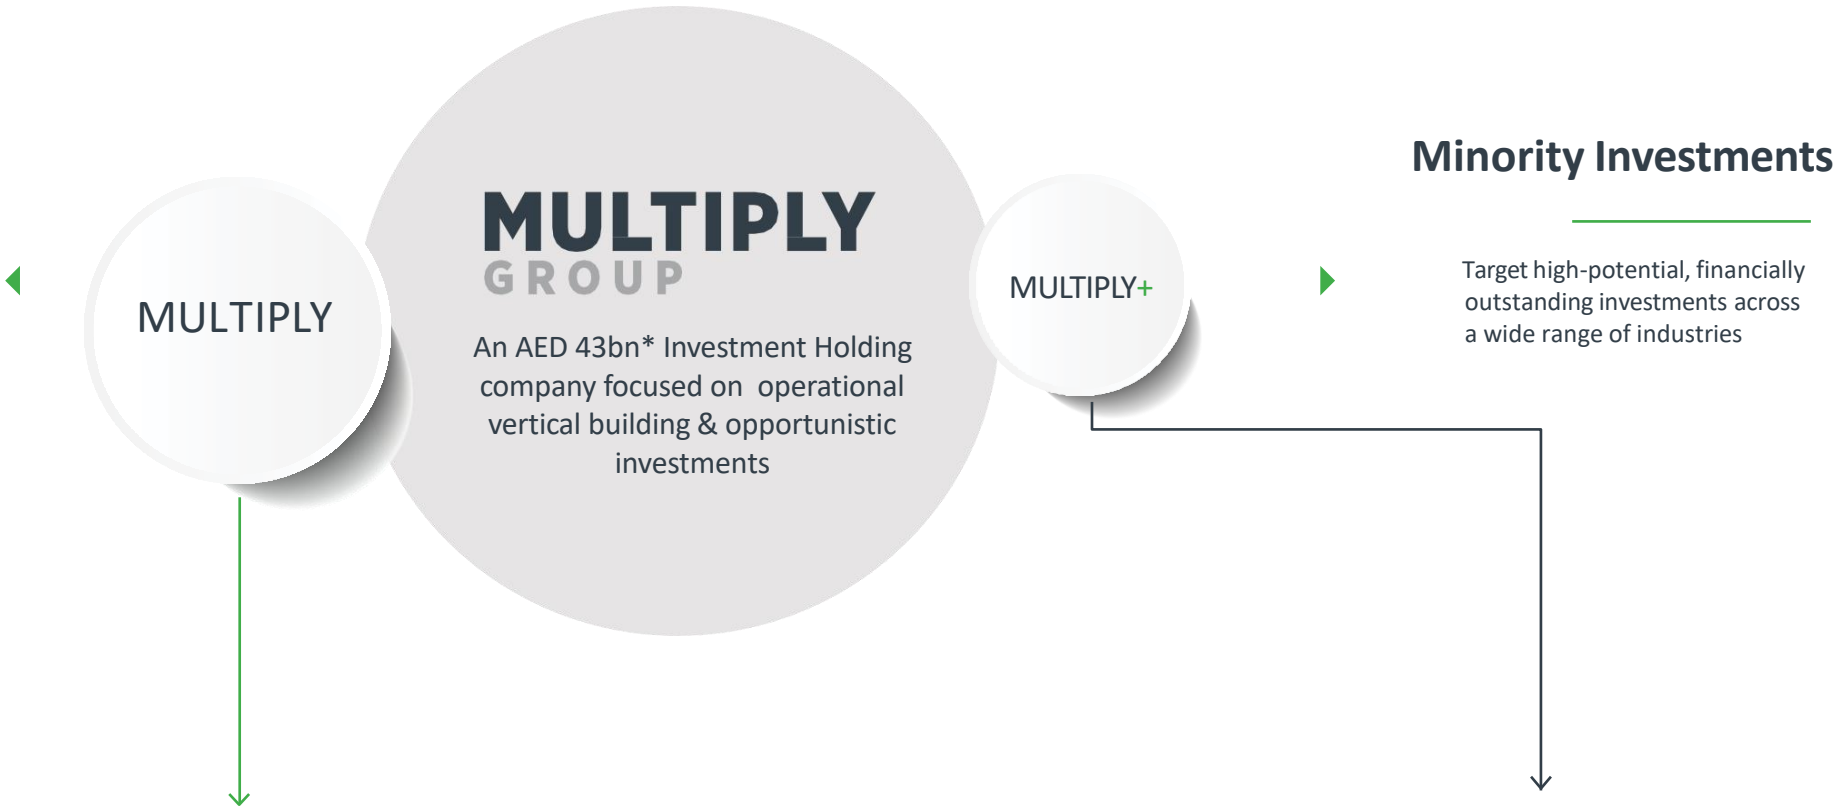 MULTIPLY
MULTIPLY
GROUP
An AED 43bn* Investment Holding
company focused on operational
vertical building & opportunistic
investments
MULTIPLY+
Minority Investments
Target high-potential, financially
outstanding investments across
a wide range of industries